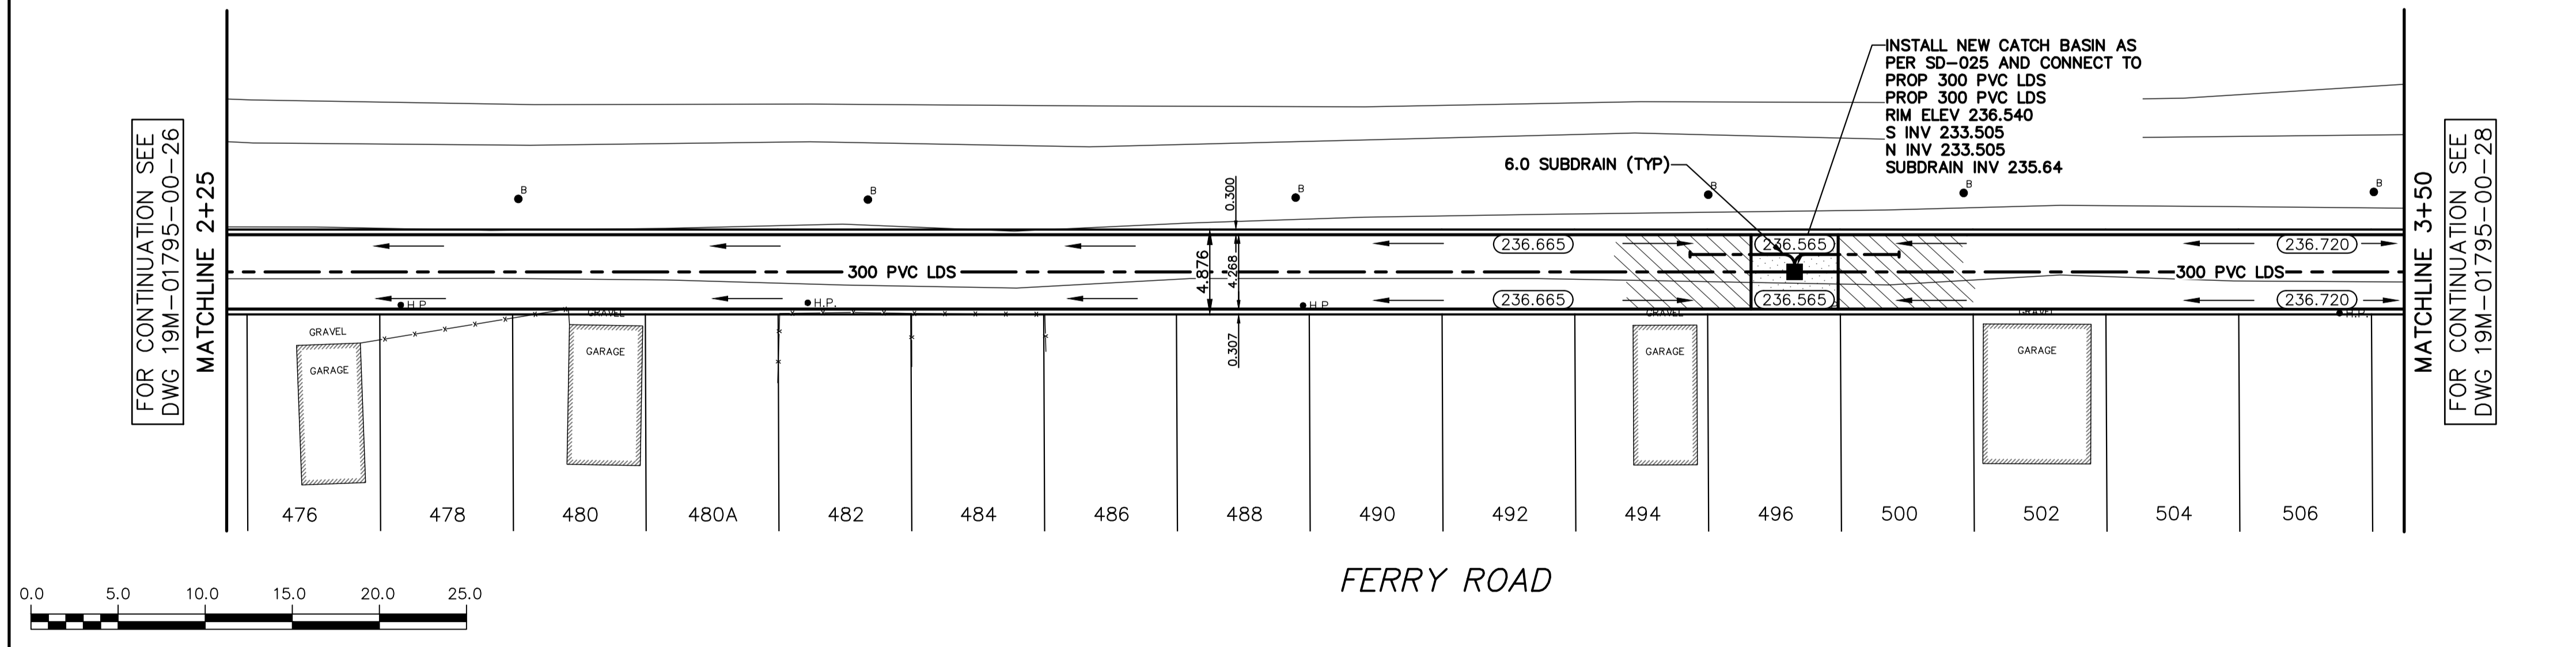 FOR CONTINUATION SEE
DWG 19M-01795-00-26
MATCHLINE 2+25
INSTALL NEW CATCH BASIN AS
PER SD-025 AND CONNECT TO
PROP 300 PVC LDS
PROP 300 PVC LDS
RIM ELEV 236.540
S INV 233.505
N INV 233.505
SUBDRAIN INV 235.64
6.0 SUBDRAIN (TYP)
B
B
B
B
B
B
0.300
4.876
4.268
0.307
236.665
236.565
236.720
300 PVC LDS
300 PVC LDS
236.665
236.565
236.720
H.P.
H.P.
H.P.
H.P.
GRAVEL
GRAVEL
GRAVEL
GRAVEL
GARAGE
GARAGE
GARAGE
GARAGE
476
478
480
480A
482
484
486
488
490
492
494
496
500
502
504
506
MATCHLINE 3+50
FOR CONTINUATION SEE
DWG 19M-01795-00-28
FERRY ROAD
0.0
5.0
10.0
15.0
20.0
25.0